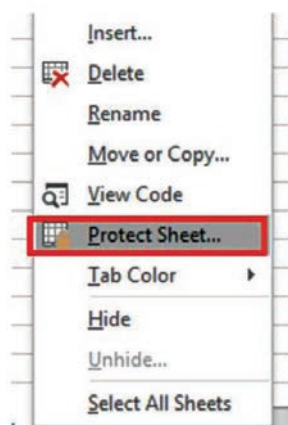 Insert...
Delete
Rename
Move or Copy...
View Code
Protect Sheet...
Tab Color
Hide
Unhide...
Select All Sheets